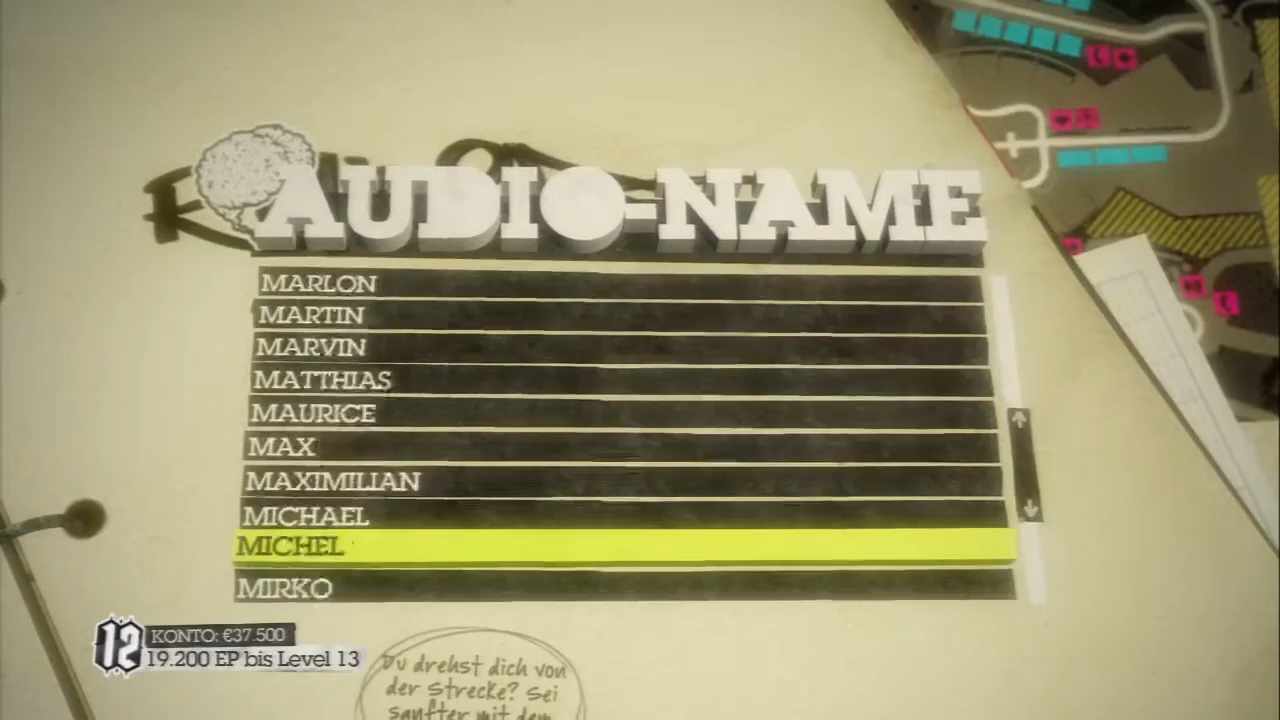 AUDIO-NAME
MARLON
MARTIN
MARVIN
MATTHIAS
MAURICE
MAX
MAXIMILIAN
MICHAEL
MICHEL
MIRKO
12
KONTO: €37.500
19.200 EP bis Level 13
Du drehst dich von
der Strecke? Sei
sanfter mit dem